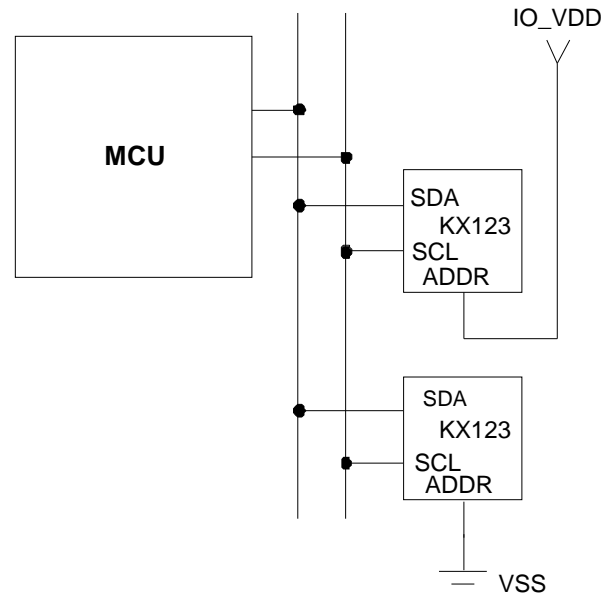 IO_VDD
MCU
SDA
KX123
SCL
ADDR
SDA
KX123
SCL
ADDR
VSS